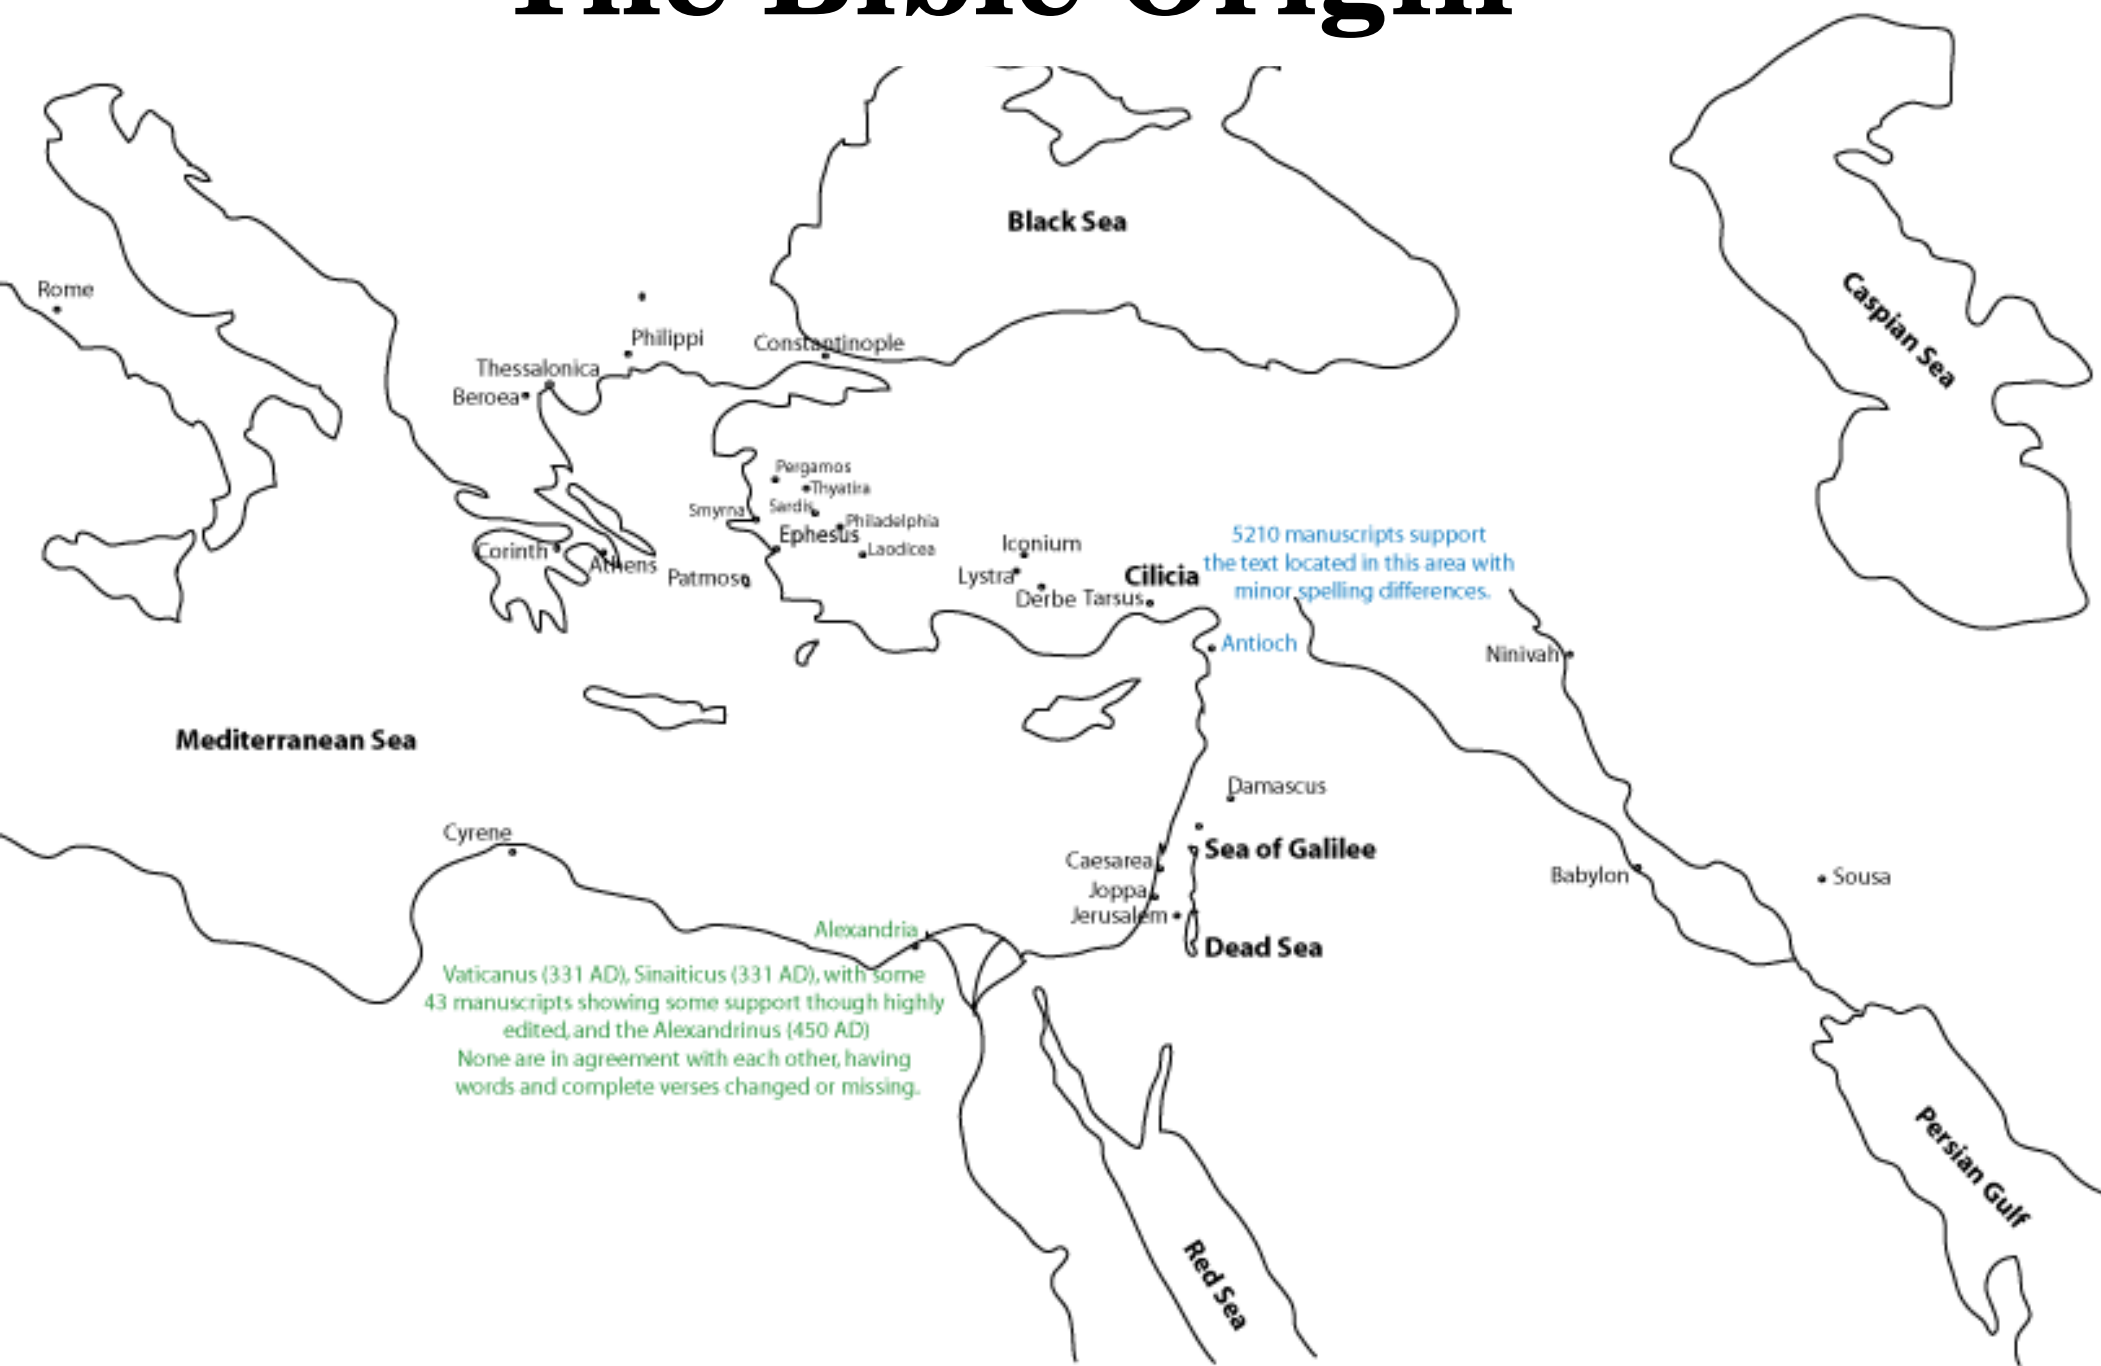 The Bible Origin
Black Sea
Caspian Sea
Rome
Philippi
Constantinople
Thessalonica
Beroea
Pergamos
Thyatira
Sardis
Smyrna
Philadelphia
Ephesus
Laodicea
Corinth
Athens
Patmos
Iconium
Lystra
Derbe
Tarsus
Cilicia
5210 manuscripts support
the text located in this area with
minor spelling differences.
Antioch
Ninivah
Mediterranean Sea
Damascus
Cyrene
Sea of Galilee
Caesarea
Joppa
Jerusalem
Dead Sea
Babylon
Sousa
Alexandria
Vaticanus (331 AD), Sinaiticus (331 AD), with some
43 manuscripts showing some support though highly
edited, and the Alexandrinus (450 AD)
None are in agreement with each other, having
words and complete verses changed or missing.
Persian Gulf
Red Sea